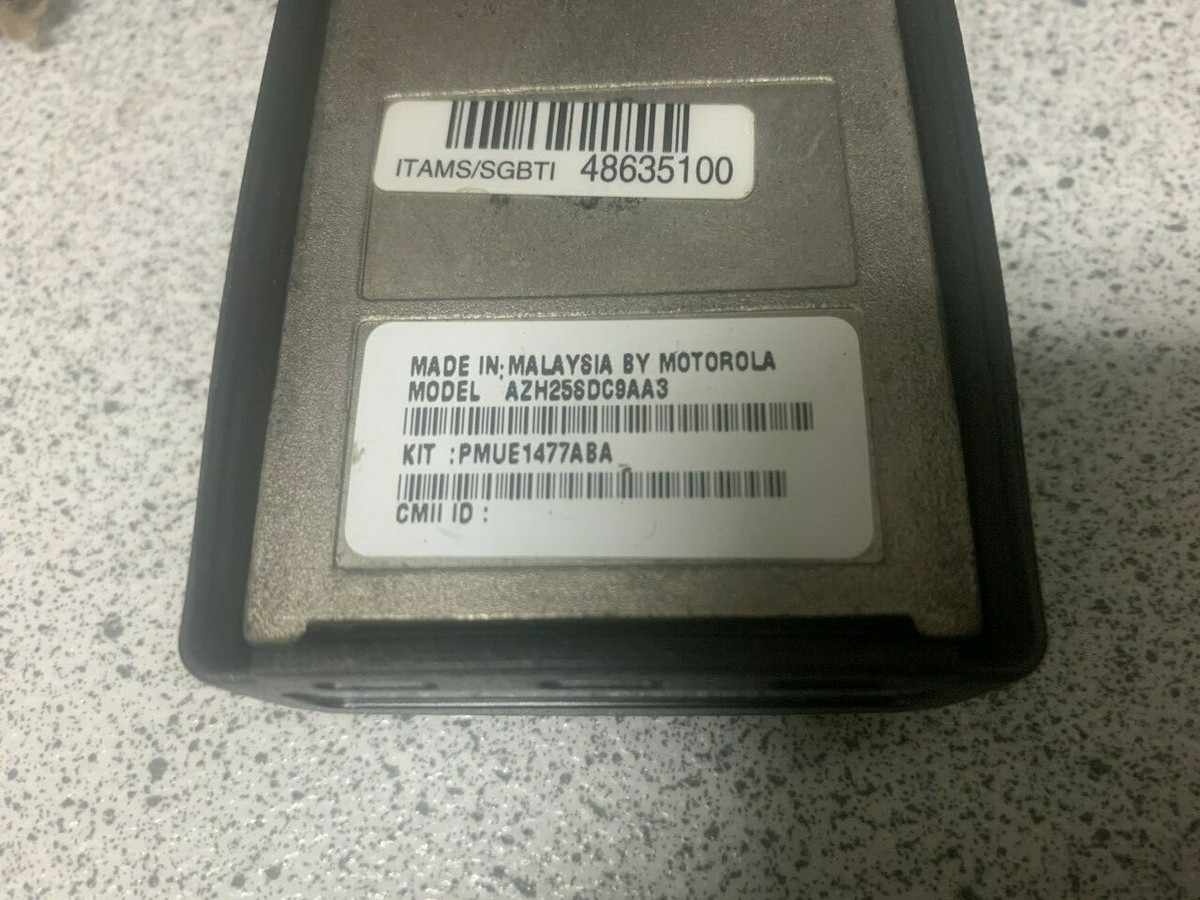 ITAMS/SGBTI 48635100
MADE IN: MALAYSIA BY MOTOROLA
MODEL AZH25SDC9AA3
KIT :PMUE1477ABA
CMII ID :